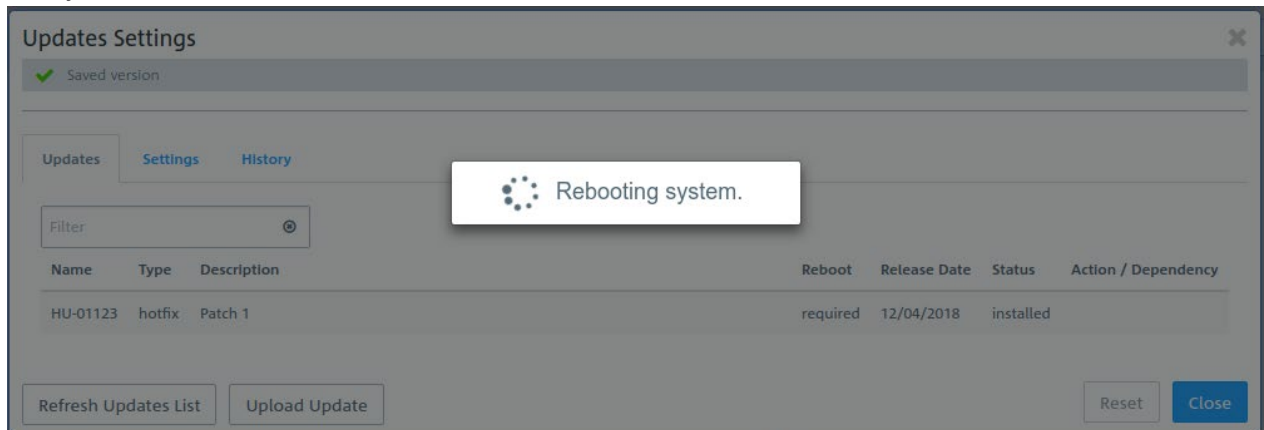 Updates Settings
Saved version
Updates Settings History
Rebooting system.
Filter
Name Type Description Reboot Release Date Status Action / Dependency
HU-01123 hotfix Patch 1 required 12/04/2018 installed
Refresh Updates List Upload Update Reset Close